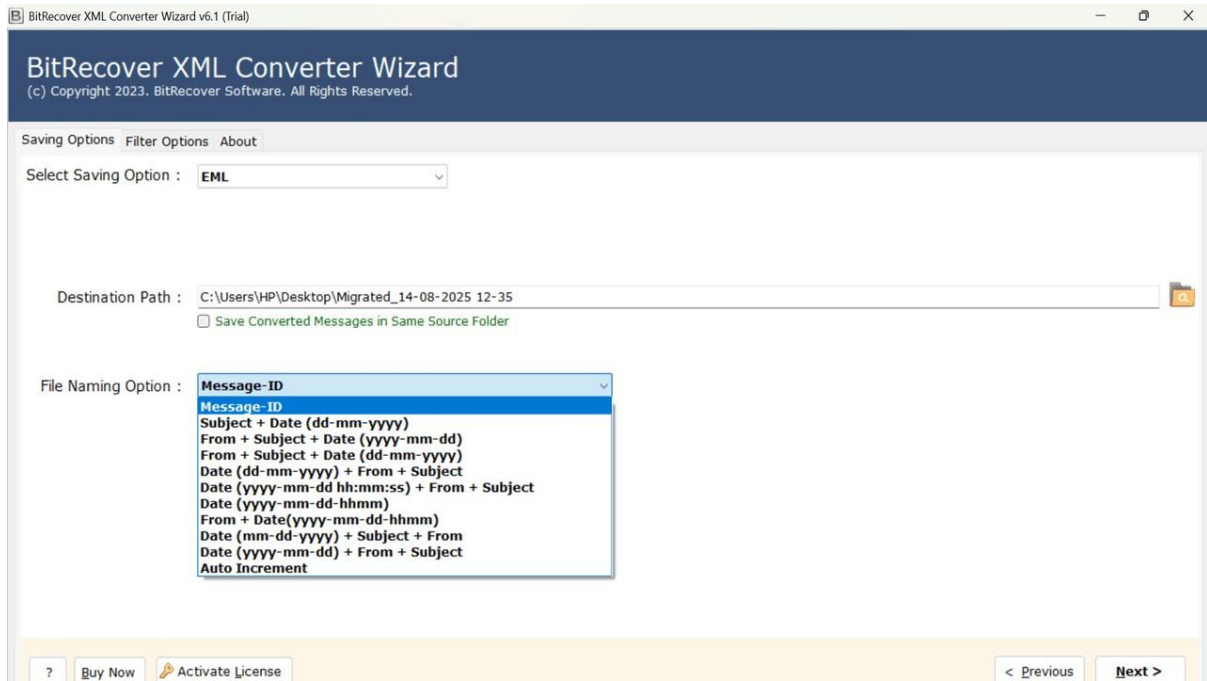 BitRecover XML Converter Wizard v6.1 (Trial)
BitRecover XML Converter Wizard
(c) Copyright 2023. BitRecover Software. All Rights Reserved.
Saving Options Filter Options About
Select Saving Option : EML
Destination Path : C:\Users\HP\Desktop\Migrated_14-08-2025 12-35
Save Converted Messages in Same Source Folder
File Naming Option : Message-ID
Message-ID
Subject + Date (dd-mm-yyyy)
From + Subject + Date (yyyy-mm-dd)
From + Subject + Date (dd-mm-yyyy)
Date (dd-mm-yyyy) + From + Subject
Date (yyyy-mm-dd hh:mm:ss) + From + Subject
Date (yyyy-mm-dd-hhmm)
From + Date(yyyy-mm-dd-hhmm)
Date (mm-dd-yyyy) + Subject + From
Date (yyyy-mm-dd) + From + Subject
Auto Increment
? Buy Now Activate License < Previous Next >